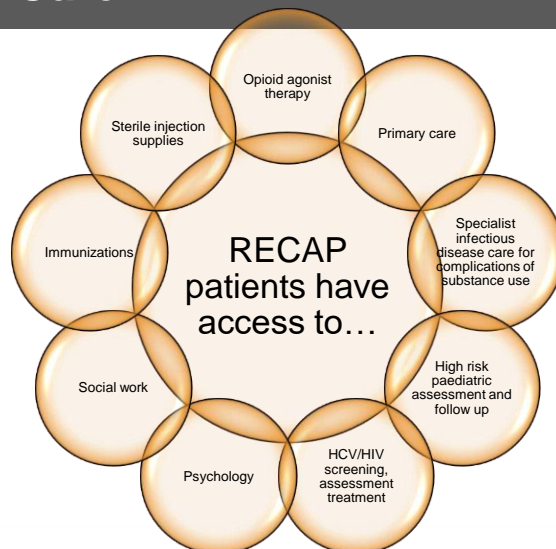 Opioid agonist
therapy
Primary care
Specialist
infectious
disease care for
complications of
substance use
High risk
paediatric
assessment and
follow up
HCV/HIV
screening,
assessment
treatment
Psychology
Social work
Immunizations
Sterile injection
supplies
RECAP
patients have
access to…